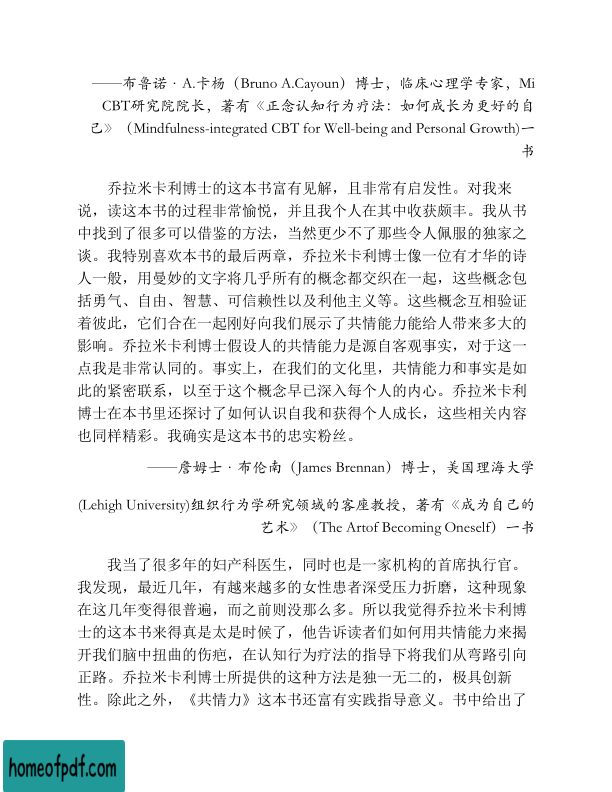 ——布鲁诺·A.卡杨（Bruno A.Cayoun）博士，临床心理学专家，Mi
CBT研究院院长，著有《正念认知行为疗法：如何成长为更好的自
己》（Mindfulness-integrated CBT for Well-being and Personal Growth)一
书
乔拉米卡利博士的这本书富有见解，且非常有启发性。对我来
说，读这本书的过程非常愉悦，并且我个人在其中收获颇丰。我从书
中找到了很多可以借鉴的方法，当然更少不了那些令人佩服的独家之
谈。我特别喜欢本书的最后两章，乔拉米卡利博士像一位有才华的诗
人一般，用曼妙的文字将几乎所有的概念都交织在一起，这些概念包
括勇气、自由、智慧、可信赖性以及利他主义等。这些概念互相验证
着彼此，它们合在一起刚好向我们展示了共情能力能给人带来多大的
影响。乔拉米卡利博士假设人的共情能力是源自客观事实，对于这一
点我是非常认同的。事实上，在我们的文化里，共情能力和事实是如
此的紧密联系，以至于这个概念早已深入每个人的内心。乔拉米卡利
博士在本书里还探讨了如何认识自我和获得个人成长，这些相关内容
也同样精彩。我确实是这本书的忠实粉丝。
——詹姆士·布伦南（James Brennan）博士，美国理海大学
(Lehigh University)组织行为学研究领域的客座教授，著有《成为自己的
艺术》（The Artof Becoming Oneself）一书
我当了很多年的妇产科医生，同时也是一家机构的首席执行官。
我发现，最近几年，有越来越多的女性患者深受压力折磨，这种现象
在这几年变得很普遍，而之前则没那么多。所以我觉得乔拉米卡利博
士的这本书来得真是太是时候了，他告诉读者们如何用共情能力来揭
开我们脑中扭曲的伤疤，在认知行为疗法的指导下将我们从弯路引向
正路。乔拉米卡利博士所提供的这种方法是独一无二的，极具创新
性。除此之外，《共情力》这本书还富有实践指导意义。书中给出了
homeofpdf.com